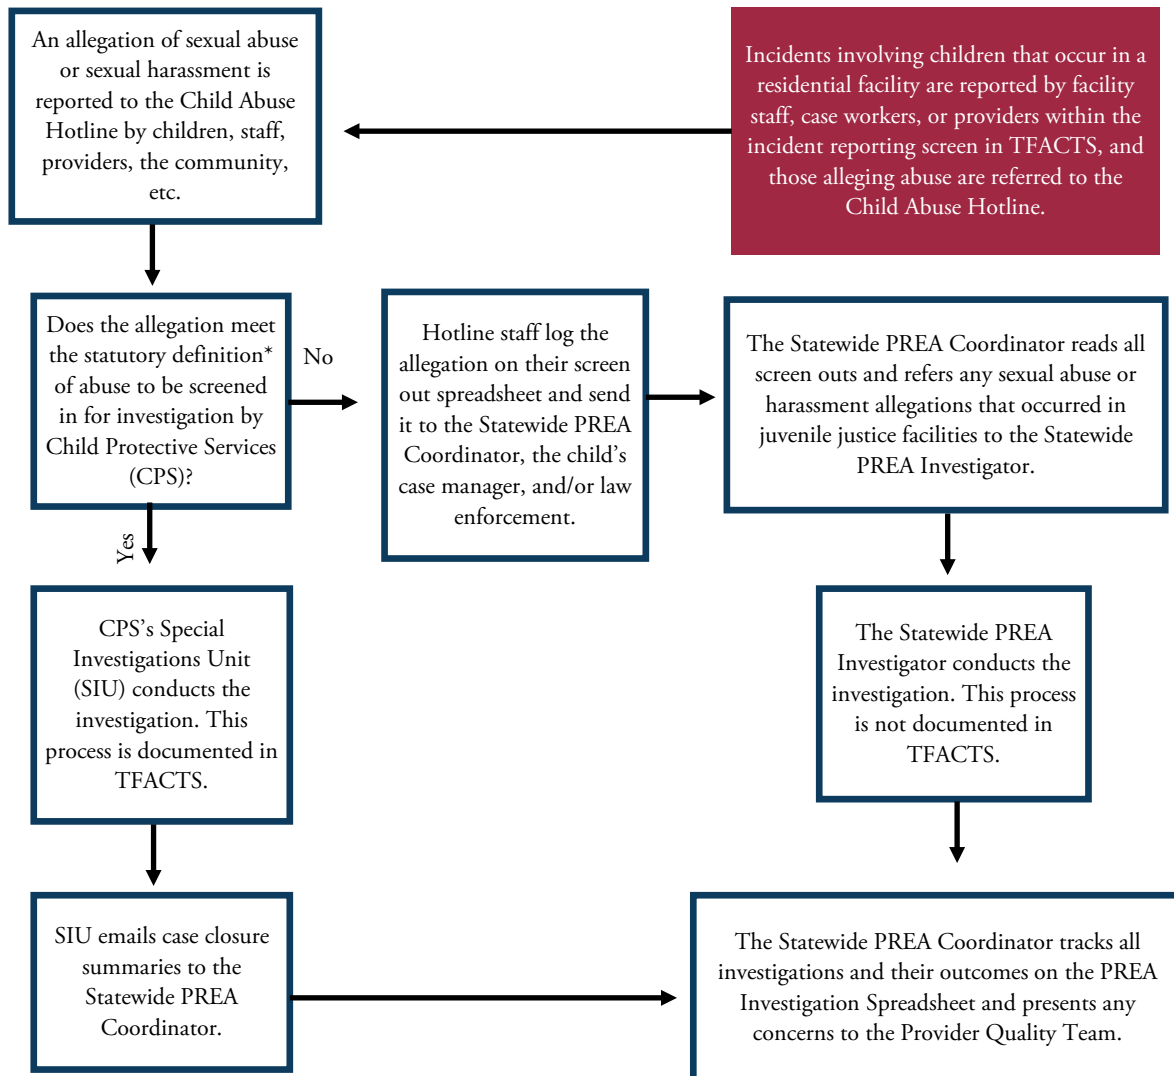 An allegation of sexual abuse
or sexual harassment is
reported to the Child Abuse
Hotline by children, staff,
providers, the community,
etc.
Incidents involving children that occur in a
residential facility are reported by facility
staff, case workers, or providers within the
incident reporting screen in TFACTS, and
those alleging abuse are referred to the
Child Abuse Hotline.
Does the allegation meet
the statutory definition*
of abuse to be screened
in for investigation by
Child Protective Services
(CPS)?
No
Hotline staff log the
allegation on their screen
out spreadsheet and send
it to the Statewide PREA
Coordinator, the child’s
case manager, and/or law
enforcement.
The Statewide PREA Coordinator reads all
screen outs and refers any sexual abuse or
harassment allegations that occurred in
juvenile justice facilities to the Statewide
PREA Investigator.
Yes
CPS’s Special
Investigations Unit
(SIU) conducts the
investigation. This
process is documented in
TFACTS.
The Statewide PREA
Investigator conducts the
investigation. This process
is not documented in
TFACTS.
SIU emails case closure
summaries to the
Statewide PREA
Coordinator.
The Statewide PREA Coordinator tracks all
investigations and their outcomes on the PREA
Investigation Spreadsheet and presents any
concerns to the Provider Quality Team.